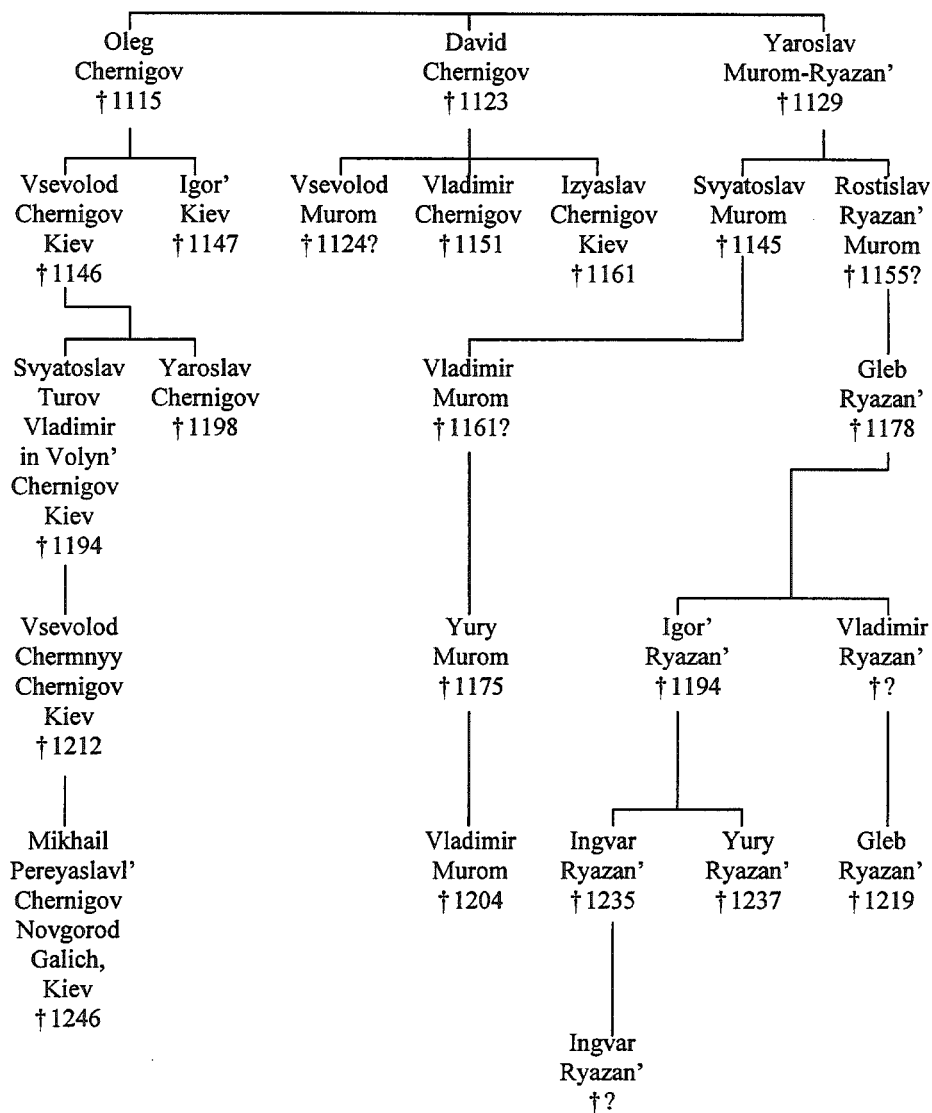 Oleg
Chernigov
†1115
David
Chernigov
†1123
Yaroslav
Murom-Ryazan’
†1129
Vsevolod
Chernigov
Kiev
†1146
Igor’
Kiev
†1147
Vsevolod
Murom
†1124?
Vladimir
Chernigov
†1151
Izyaslav
Chernigov
Kiev
†1161
Svyatoslav
Murom
†1145
Rostislav
Ryazan’
Murom
†1155?
Svyatoslav
Turov
Vladimir
in Volyn’
Chernigov
Kiev
†1194
Yaroslav
Chernigov
†1198
Vladimir
Murom
†1161?
Gleb
Ryazan’
†1178
Vsevolod
Chermnyy
Chernigov
Kiev
†1212
Yury
Murom
†1175
Igor’
Ryazan’
†1194
Vladimir
Ryazan’
†?
Mikhail
Pereyaslavl’
Chernigov
Novgorod
Galich,
Kiev
†1246
Vladimir
Murom
†1204
Ingvar
Ryazan’
†1235
Yury
Ryazan’
†1237
Gleb
Ryazan’
†1219
Ingvar
Ryazan’
†?